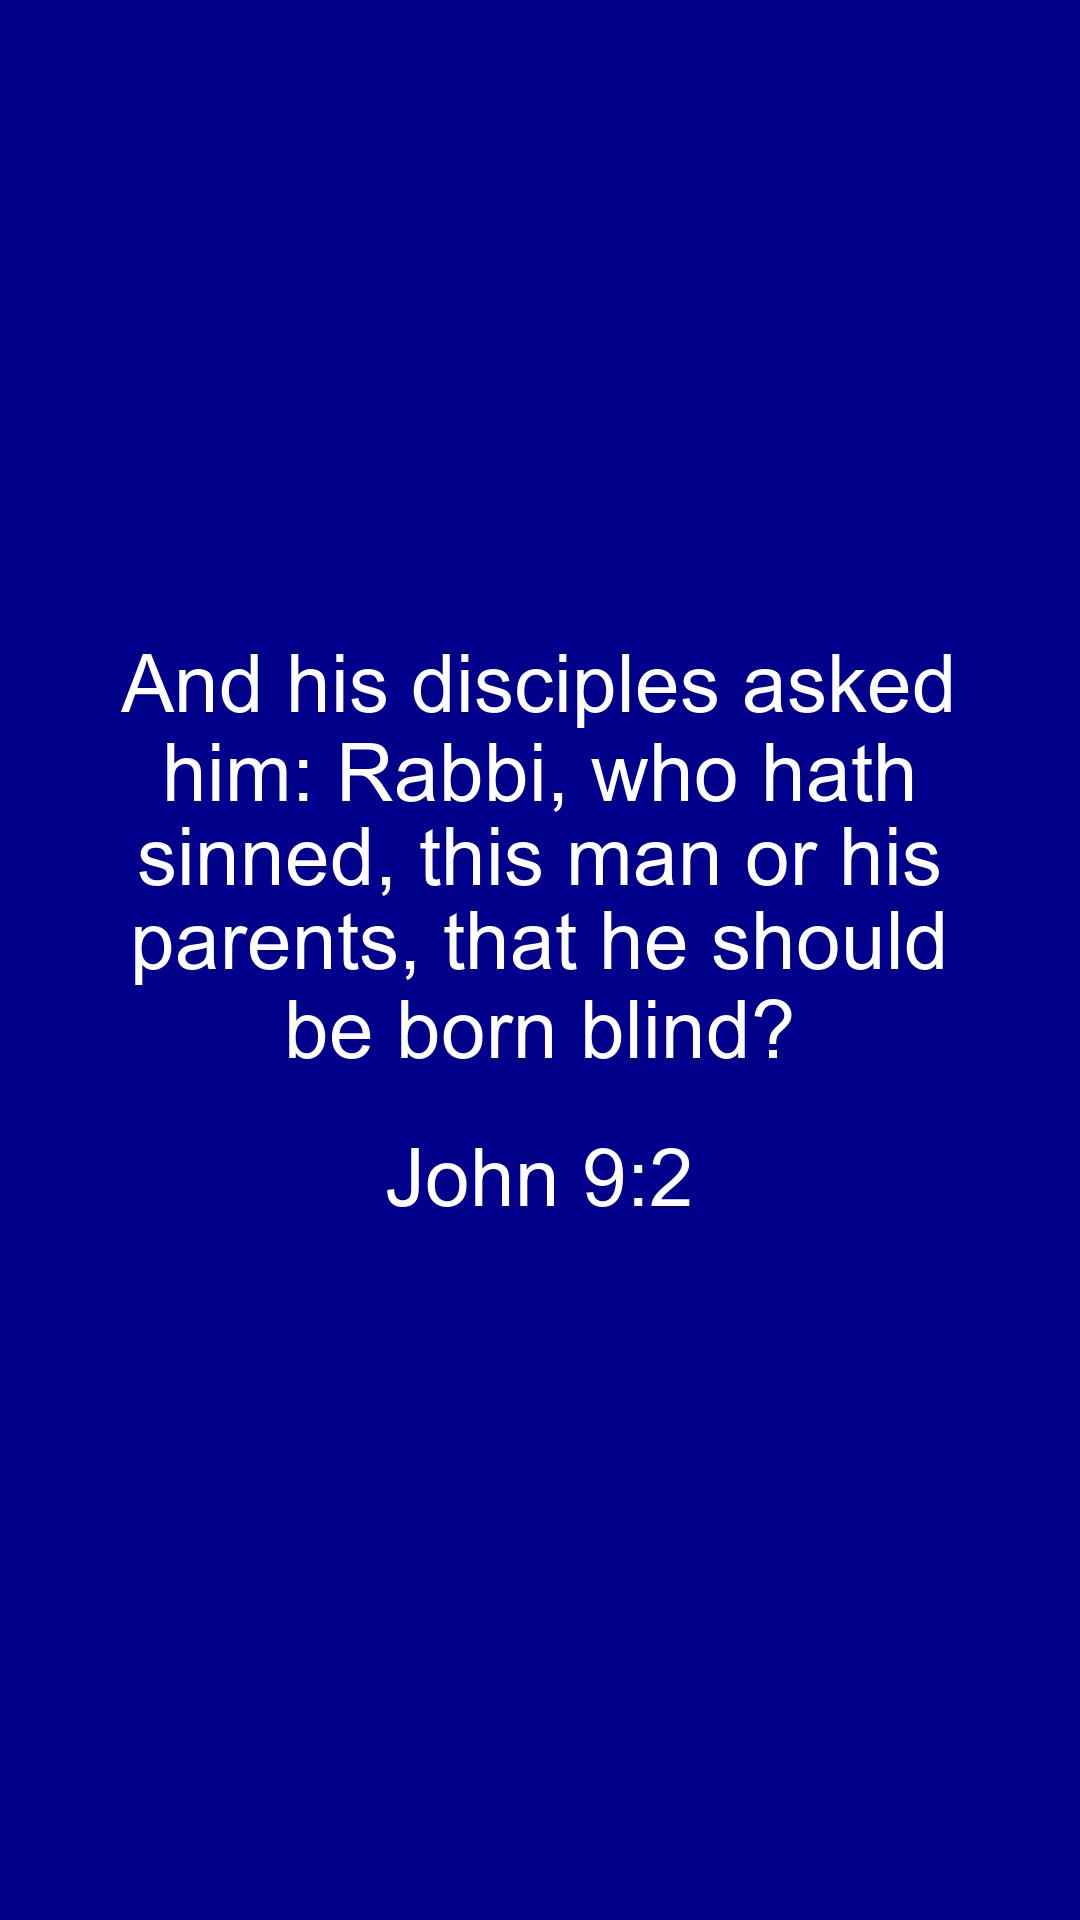 And his disciples asked
him: Rabbi, who hath
sinned, this man or his
parents, that he should
be born blind?
John 9:2